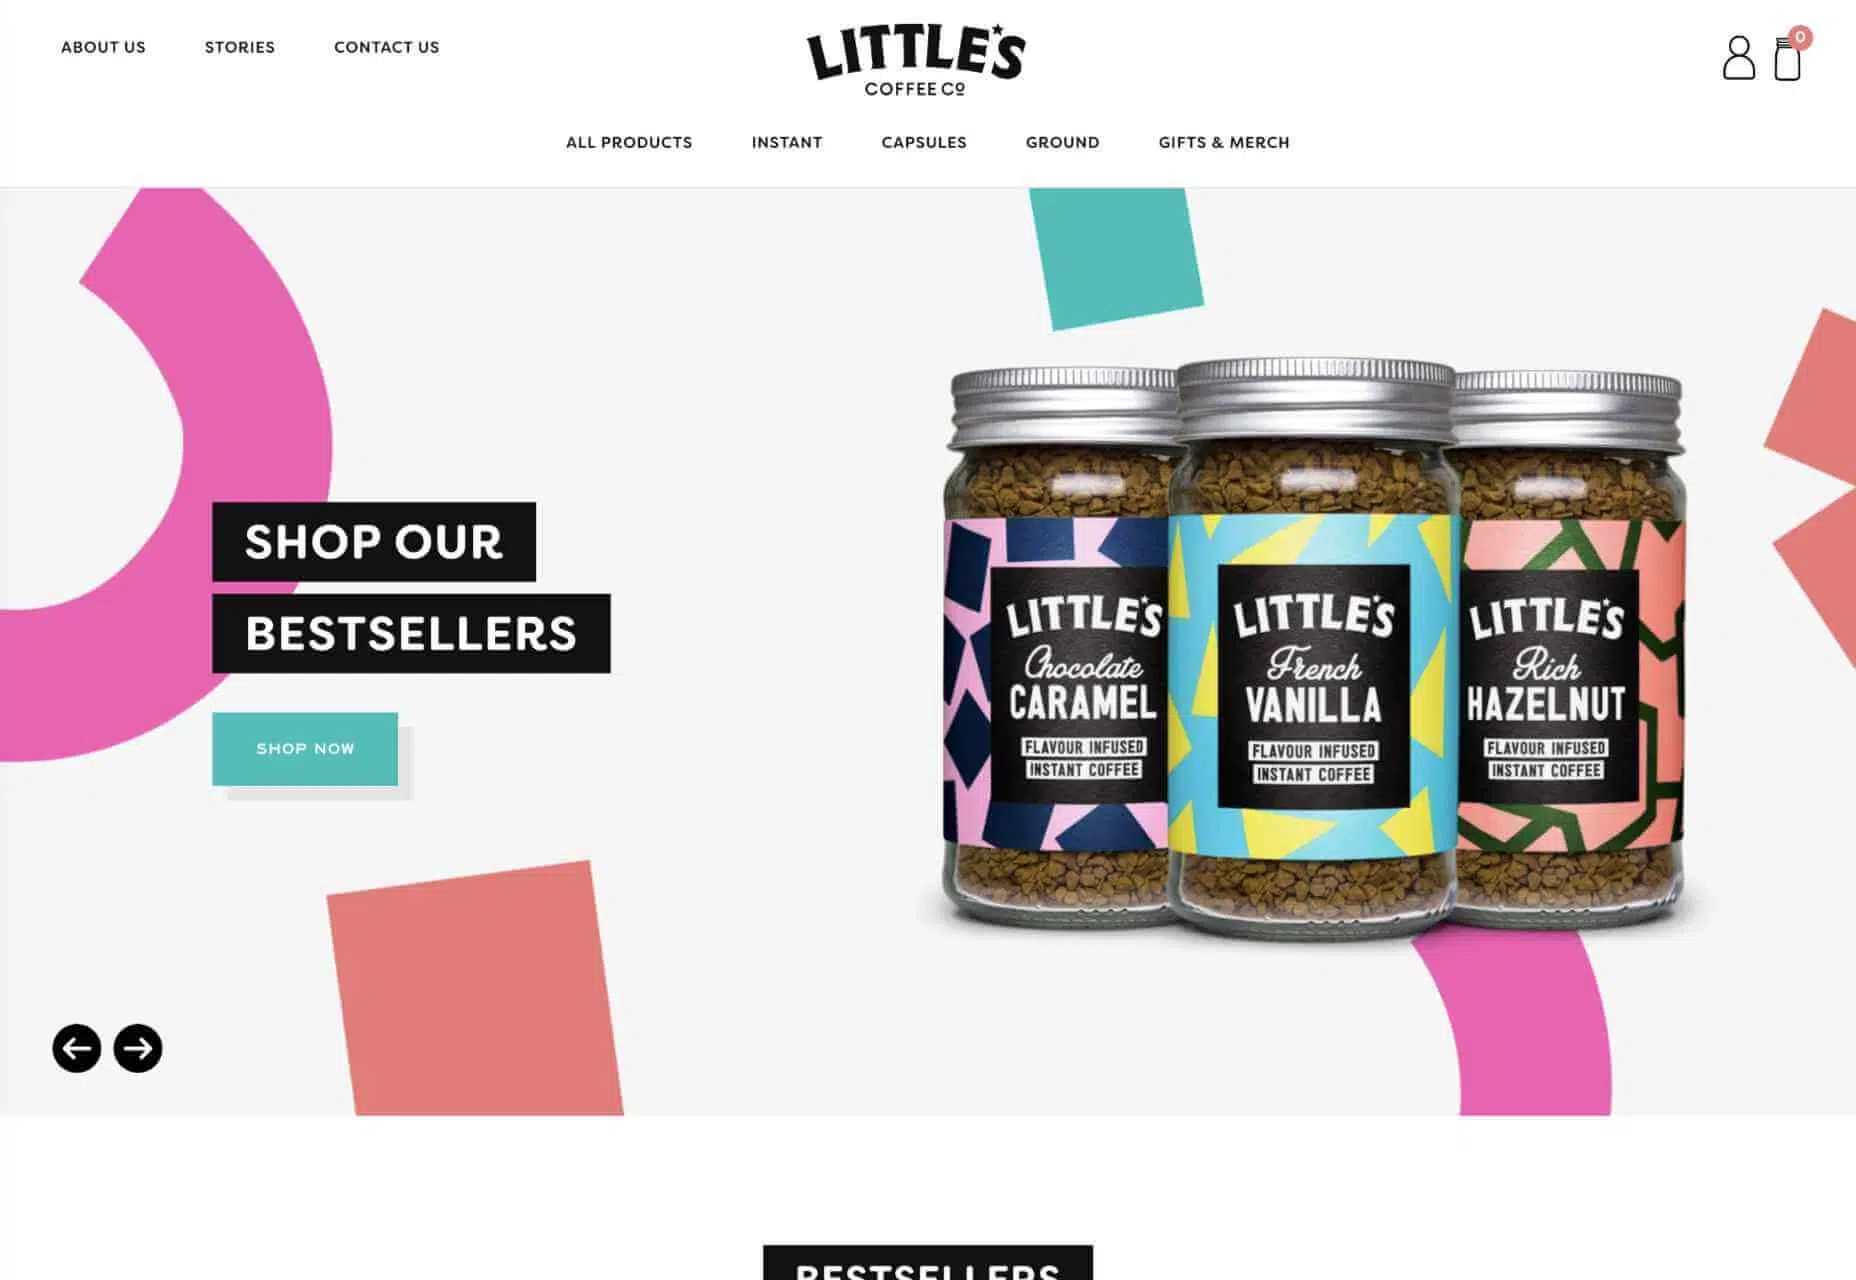 ABOUT US
STORIES
CONTACT US
LITTLE'S
COFFEE CO
0
ALL PRODUCTS
INSTANT
CAPSULES
GROUND
GIFTS & MERCH
SHOP OUR
BESTSELLERS
SHOP NOW
LITTLE'S
Chocolate
CARAMEL
FLAVOUR INFUSED
INSTANT COFFEE
LITTLE'S
French
VANILLA
FLAVOUR INFUSED
INSTANT COFFEE
LITTLE'S
Rich
HAZELNUT
FLAVOUR INFUSED
INSTANT COFFEE
BESTSELLERS